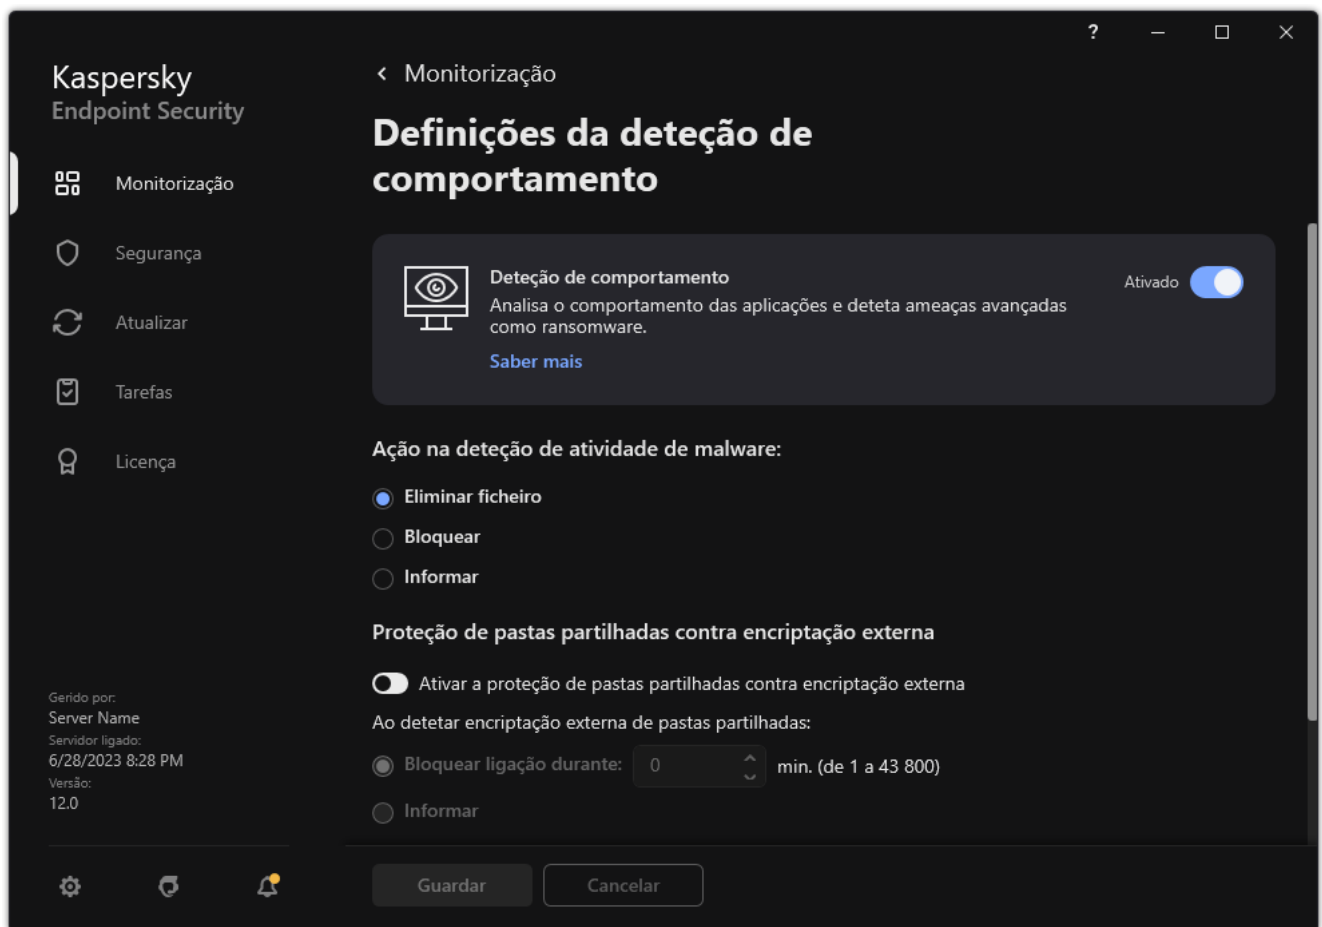 ?
Kaspersky
Endpoint Security
Monitorização
Segurança
Atualizar
Tarefas
Licença
Gerido por:
Server Name
Servidor ligado:
6/28/2023 8:28 PM
Versão:
12.0
Monitorização
Definições da deteção de
comportamento
Deteção de comportamento
Ativado
Analisa o comportamento das aplicações e deteta ameaças avançadas
como ransomware.
Saber mais
Ação na deteção de atividade de malware:
Eliminar ficheiro
Bloquear
Informar
Proteção de pastas partilhadas contra encriptação externa
Ativar a proteção de pastas partilhadas contra encriptação externa
Ao detetar encriptação externa de pastas partilhadas:
Bloquear ligação durante: 0 min. (de 1 a 43 800)
Informar
Guardar Cancelar